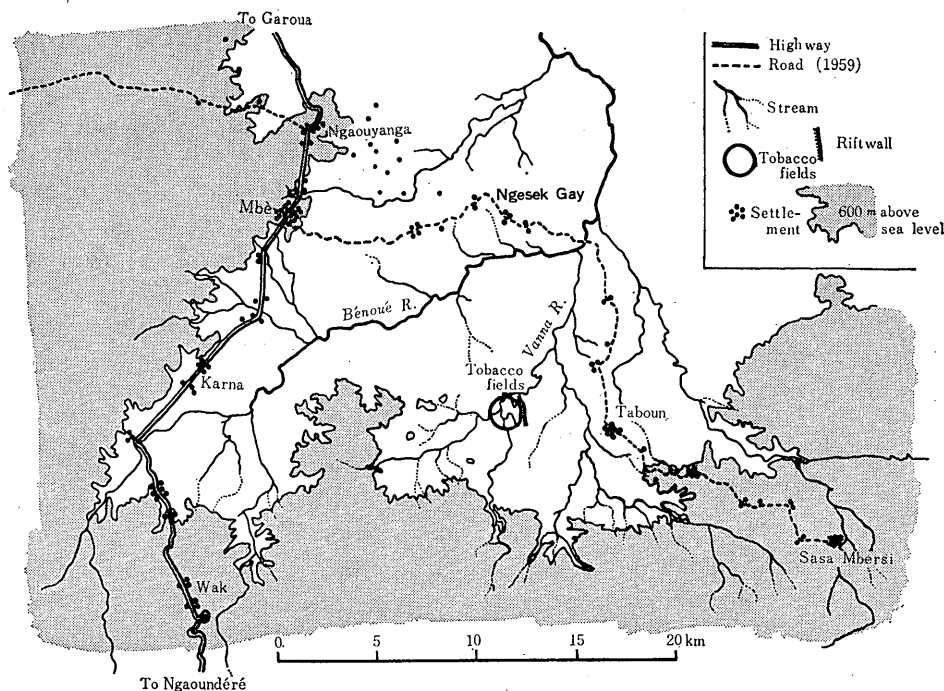 To Garoua
Highway
Road (1959)
Stream
Riftwall
Tobacco
fields
Settle-
ment
600 m above
sea level
Ngaouyanga
Mbè
Ngesek Gay
Bénoué R.
Vanna R.
Karna
Tobacco
fields
Taboun
Wak
Sasa Mbersi
0.
5
10
15
20 km
To Ngaoundéré